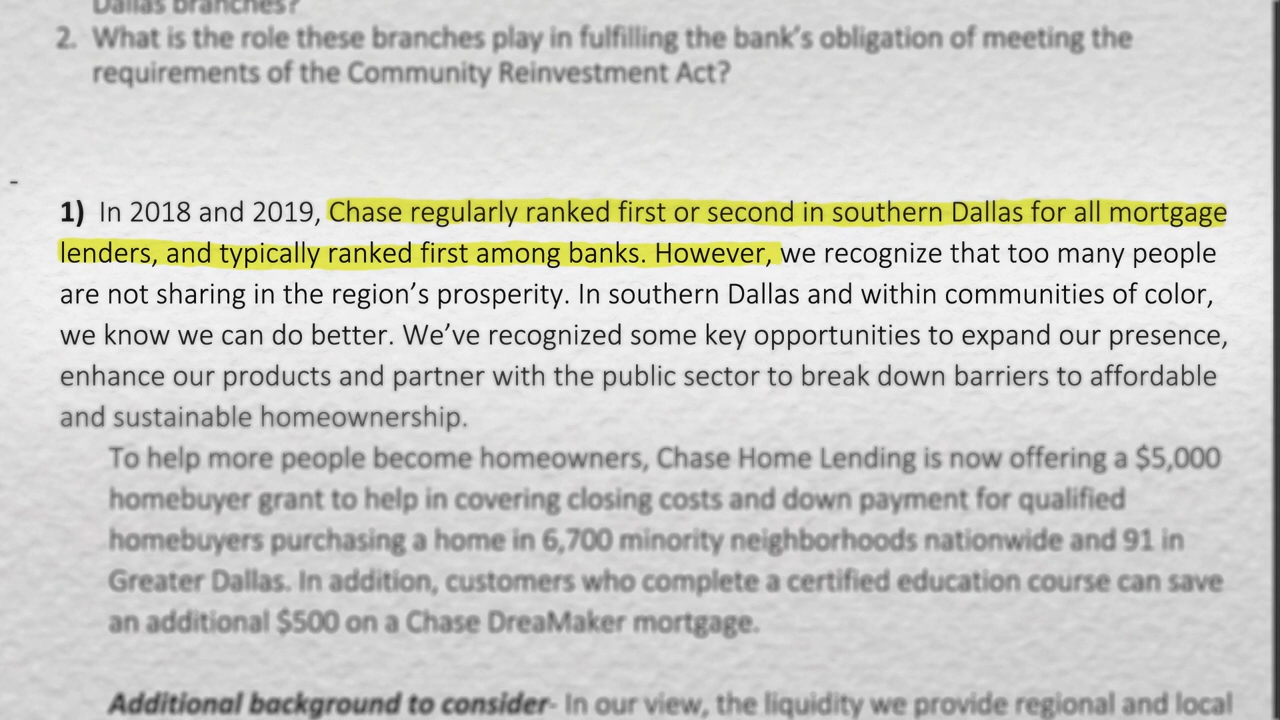 Dallas branches?
2. What is the role these branches play in fulfilling the bank's obligation of meeting the
requirements of the Community Reinvestment Act?
1) In 2018 and 2019, Chase regularly ranked first or second in southern Dallas for all mortgage
lenders, and typically ranked first among banks. However, we recognize that too many people
are not sharing in the region's prosperity. In southern Dallas and within communities of color,
we know we can do better. We've recognized some key opportunities to expand our presence,
enhance our products and partner with the public sector to break down barriers to affordable
and sustainable homeownership.
To help more people become homeowners, Chase Home Lending is now offering a $5,000
homebuyer grant to help in covering closing costs and down payment for qualified
homebuyers purchasing a home in 6,700 minority neighborhoods nationwide and 91 in
Greater Dallas. In addition, customers who complete a certified education course can save
an additional $500 on a Chase DreaMaker mortgage.
Additional background to consider- In our view, the liquidity we provide regional and local